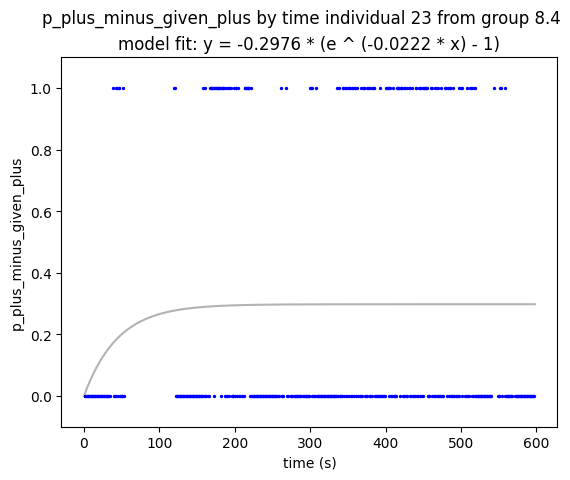 p_plus_minus_given_plus by time individual 23 from group 8.4
model fit: y = -0.2976 * (e ^ (-0.0222 * x) - 1)
1.0
0.8
0.6
0.4
0.2
0.0
p_plus_minus_given_plus
0 100 200 300 400 500 600
time (s)